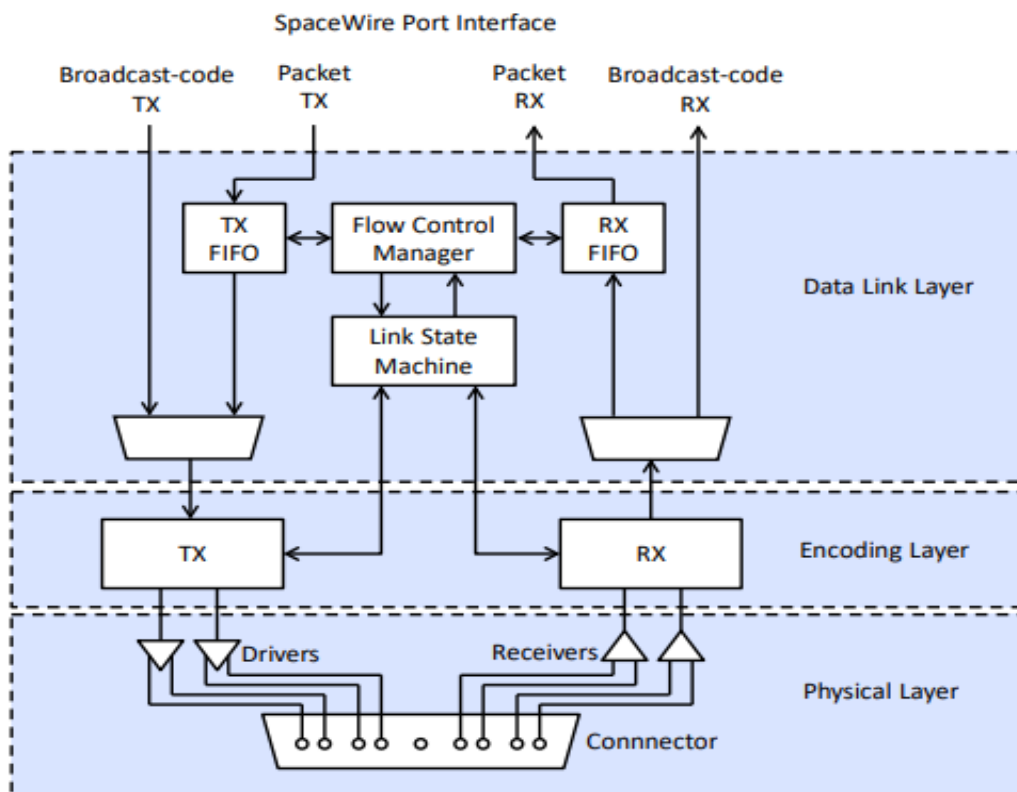 SpaceWire Port Interface
Broadcast-code
TX
Packet
TX
Packet
RX
Broadcast-code
RX
TX
FIFO
Flow Control
Manager
RX
FIFO
Data Link Layer
Link State
Machine
TX
RX
Encoding Layer
Drivers
Receivers
Physical Layer
Connnector